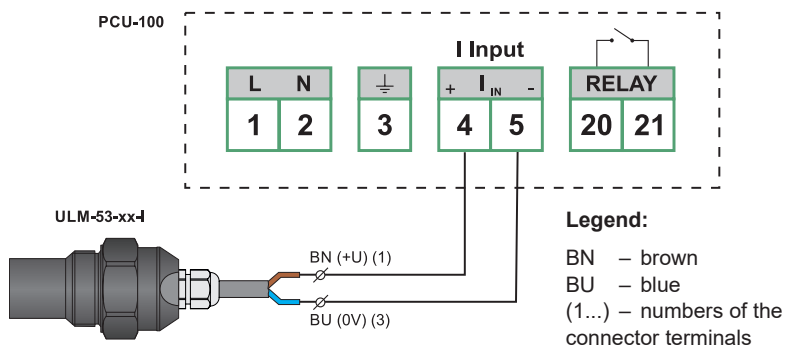 PCU-100
I Input
L N
+ I IN -
RELAY
1 2
3
4 5
20 21
ULM-53-xx-I
BN (+U) (1)
BU (0V) (3)
Legend:
BN – brown
BU – blue
(1...) – numbers of the
connector terminals